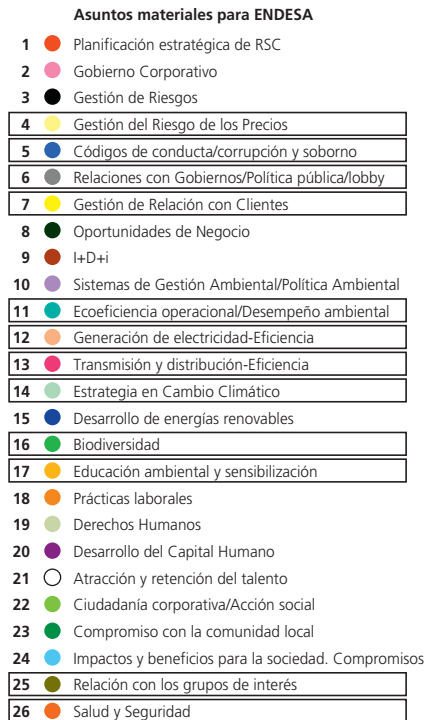 Asuntos materiales para ENDESA
1 Planificación estratégica de RSC
2 Gobierno Corporativo
3 Gestión de Riesgos
4 Gestión del Riesgo de los Precios
5 Códigos de conducta/corrupción y soborno
6 Relaciones con Gobiernos/Política pública/lobby
7 Gestión de Relación con Clientes
8 Oportunidades de Negocio
9 I+D+i
10 Sistemas de Gestión Ambiental/Política Ambiental
11 Ecoeficiencia operacional/Desempeño ambiental
12 Generación de electricidad-Eficiencia
13 Transmisión y distribución-Eficiencia
14 Estrategia en Cambio Climático
15 Desarrollo de energías renovables
16 Biodiversidad
17 Educación ambiental y sensibilización
18 Prácticas laborales
19 Derechos Humanos
20 Desarrollo del Capital Humano
21 Atracción y retención del talento
22 Ciudadanía corporativa/Acción social
23 Compromiso con la comunidad local
24 Impactos y beneficios para la sociedad. Compromisos
25 Relación con los grupos de interés
26 Salud y Seguridad